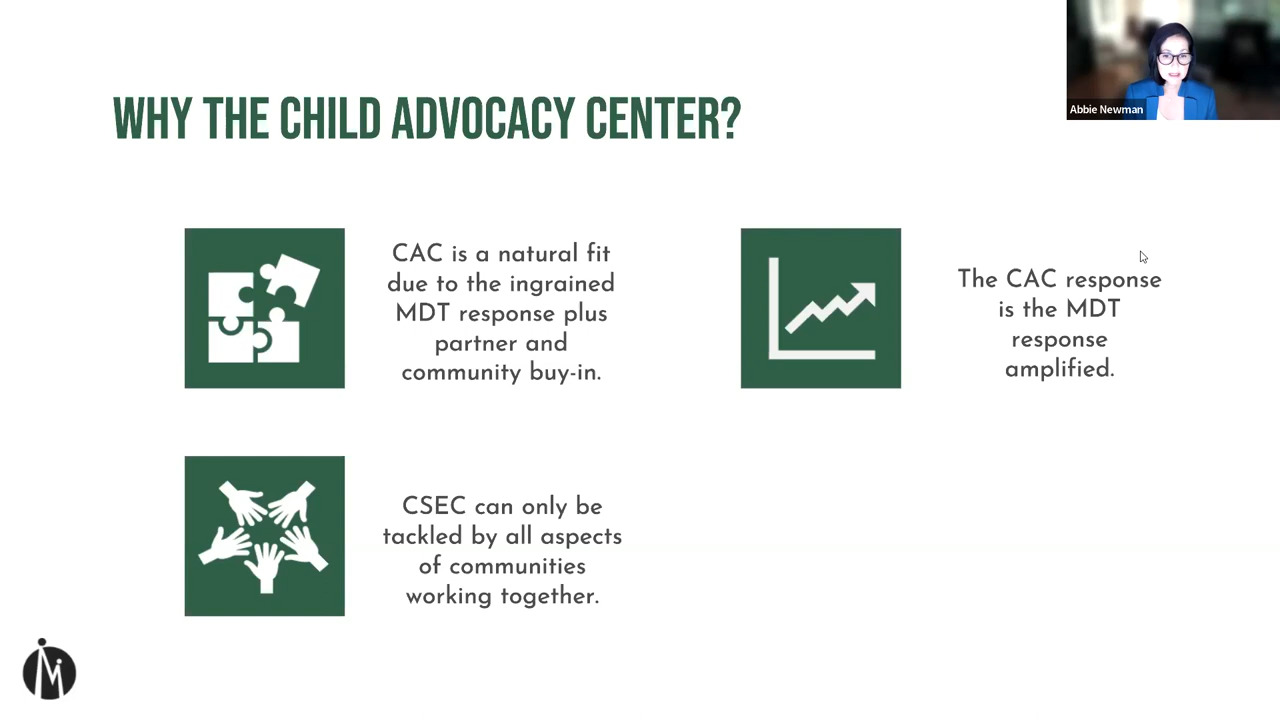 Abbie Newman
WHY THE CHILD ADVOCACY CENTER?
CAC is a natural fit
due to the ingrained
MDT response plus
partner and
community buy-in.
The CAC response
is the MDT
response
amplified.
CSEC can only be
tackled by all aspects
of communities
working together.